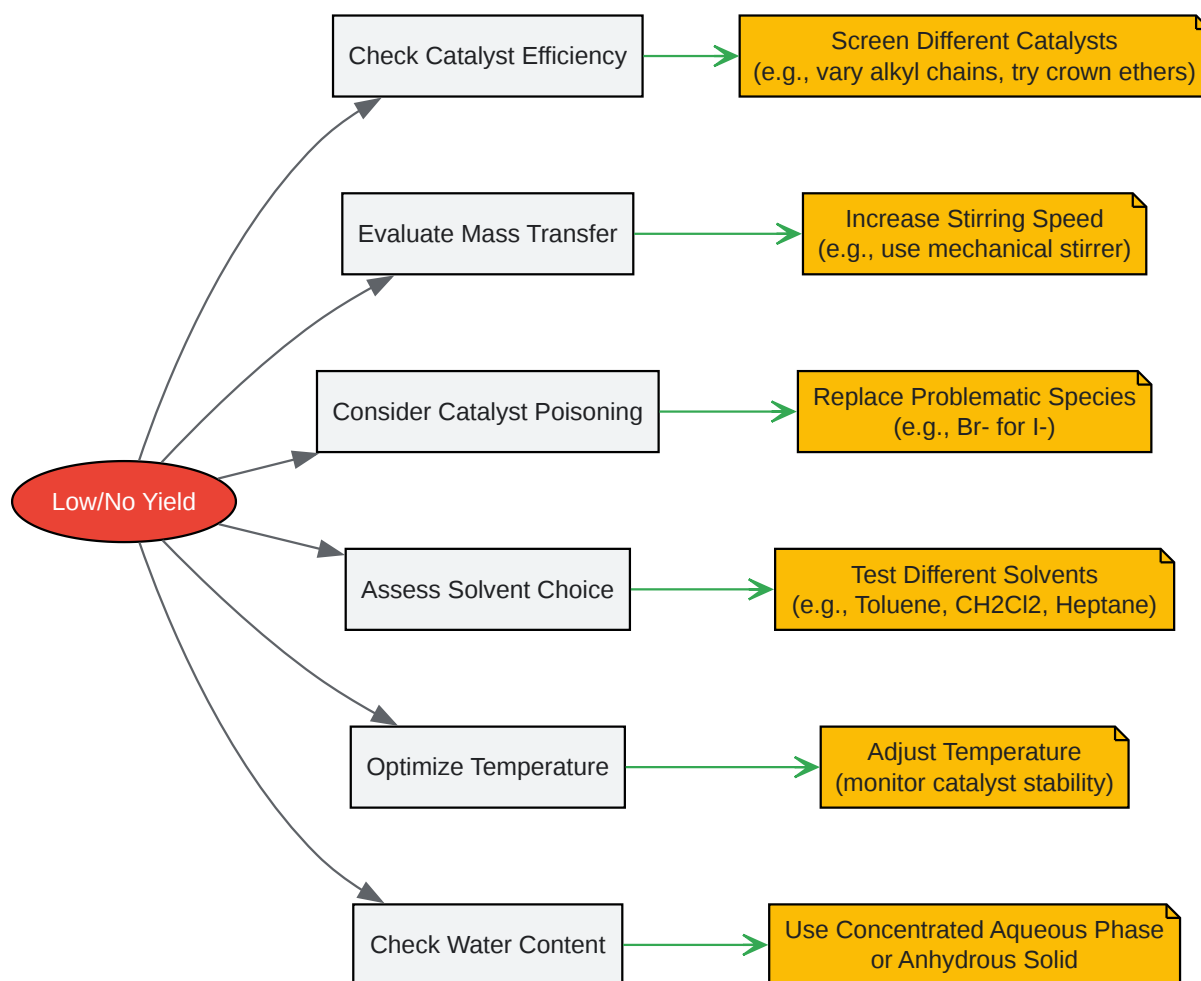 Check Catalyst Efficiency
Screen Different Catalysts
(e.g., vary alkyl chains, try crown ethers)
Evaluate Mass Transfer
Increase Stirring Speed
(e.g., use mechanical stirrer)
Consider Catalyst Poisoning
Replace Problematic Species
(e.g., Br- for I-)
Low/No Yield
Assess Solvent Choice
Test Different Solvents
(e.g., Toluene, CH2Cl2, Heptane)
Optimize Temperature
Adjust Temperature
(monitor catalyst stability)
Check Water Content
Use Concentrated Aqueous Phase
or Anhydrous Solid